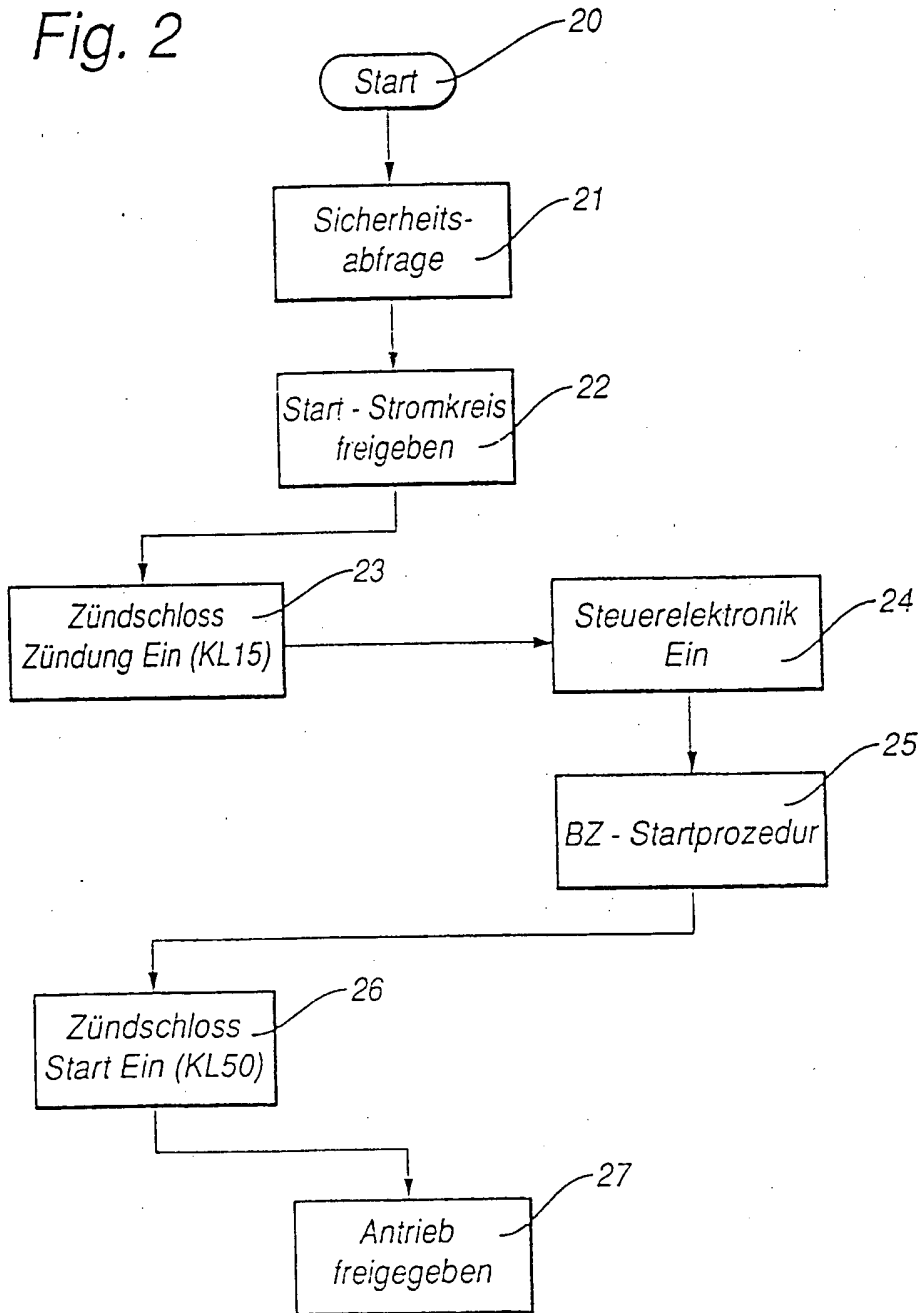 Fig. 2
20
Start
21
Sicherheits-
abfrage
22
Start - Stromkreis
freigeben
23
Zündschloss
Zündung Ein (KL15)
24
Steuerelektronik
Ein
25
BZ - Startprozedur
26
Zündschloss
Start Ein (KL50)
27
Antrieb
freigegeben